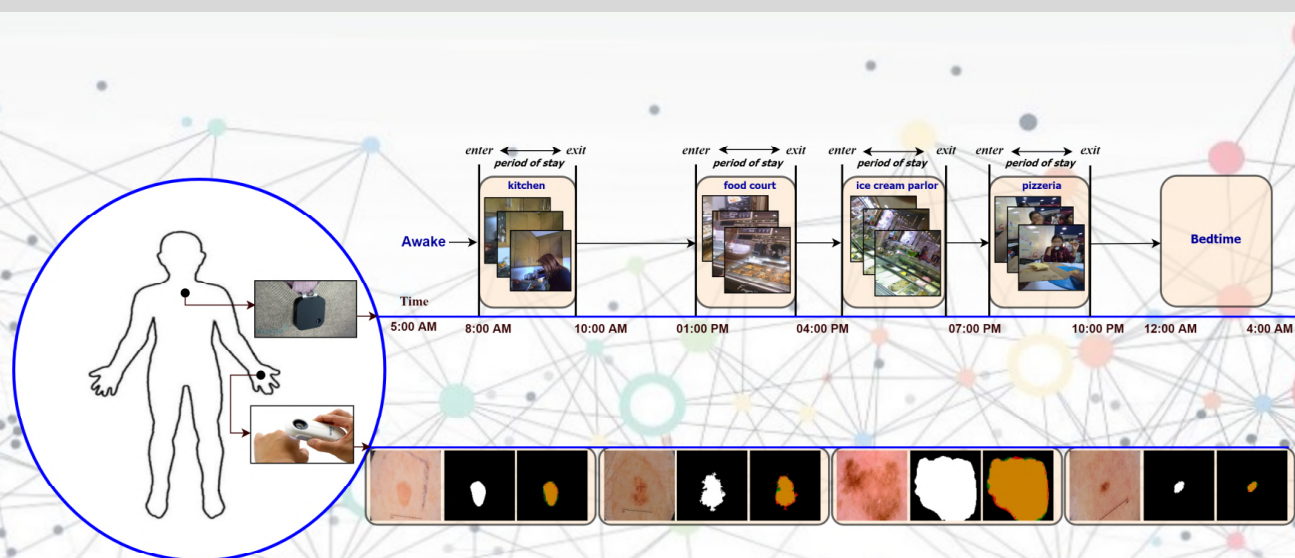 enter exit
period of stay
kitchen
enter exit
period of stay
food court
enter exit
period of stay
ice cream parlor
enter exit
period of stay
pizzeria
Awake
Bedtime
Time
5:00 AM 8:00 AM 10:00 AM 01:00 PM 04:00 PM 07:00 PM 10:00 PM 12:00 AM 4:00 AM